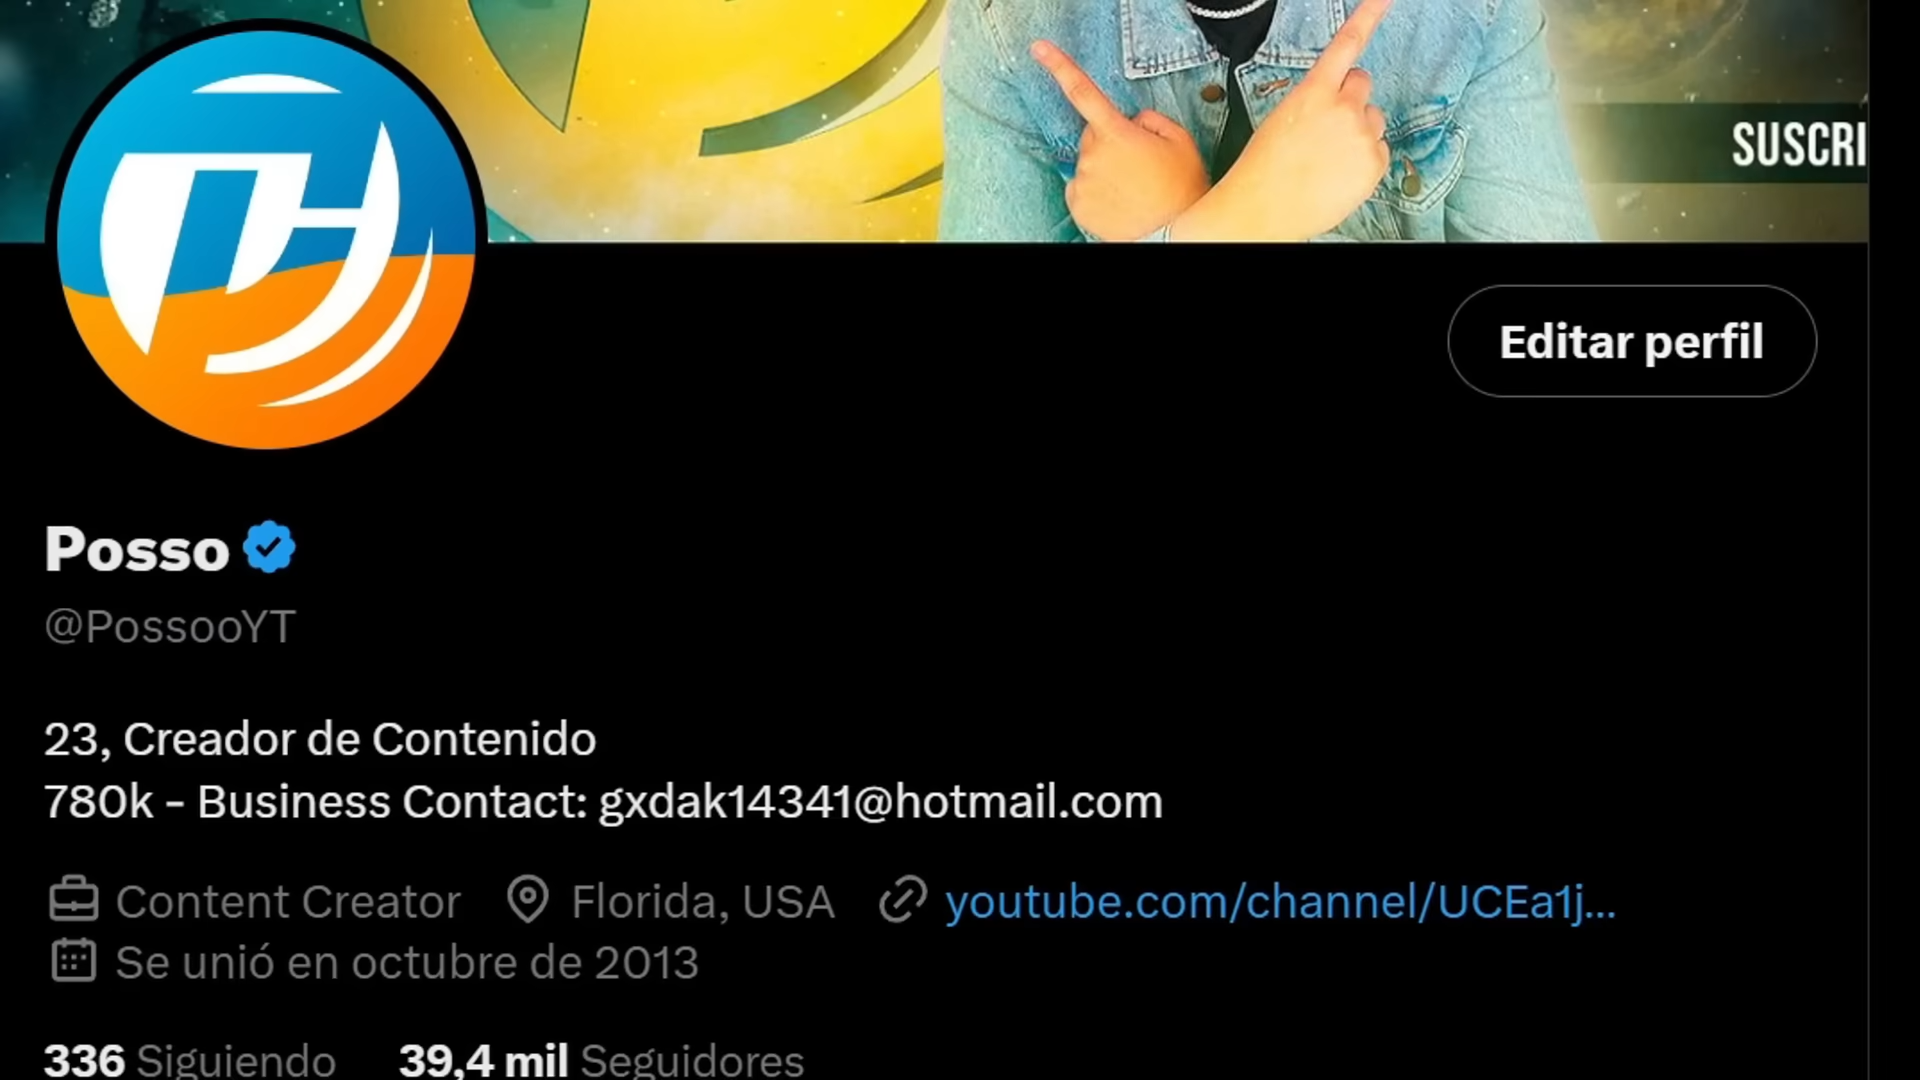 SUSCRI
Editar perfil
Posso
@PossooYT
23, Creador de Contenido
780k - Business Contact: gxdak14341@hotmail.com
Content Creator Florida, USA youtube.com/channel/UCEa1j...
Se unió en octubre de 2013
336 Siguiendo 39,4 mil Seguidores